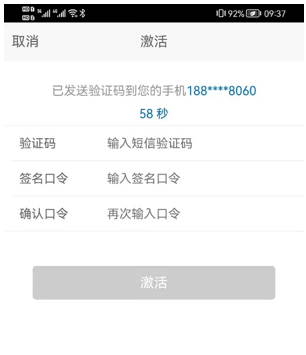 92% 09:37
取消 激活
已发送验证码到您的手机188****8060
58 秒
验证码 输入短信验证码
签名口令 输入签名口令
确认口令 再次输入口令
激活